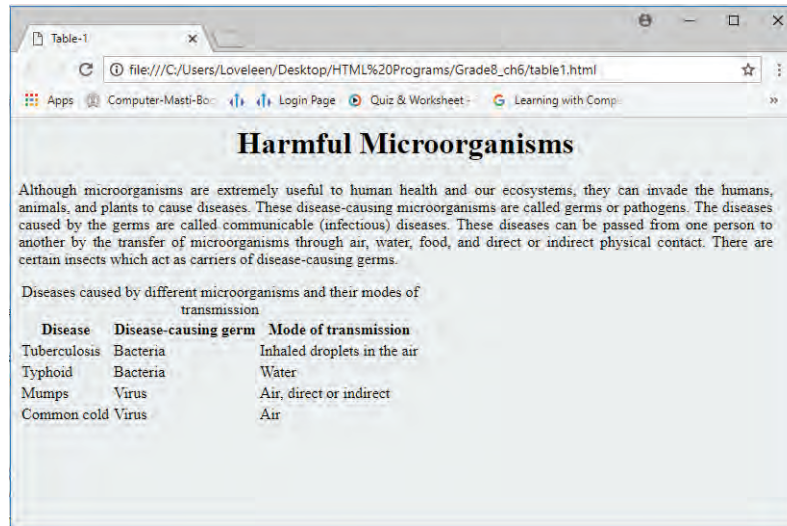 Table-1
file:///C:/Users/Loveleen/Desktop/HTML%20Programs/Grade8_ch6/table1.html
Apps Computer-Masti-Bo Login Page Quiz & Worksheet - Learning with Comp
Harmful Microorganisms
Although microorganisms are extremely useful to human health and our ecosystems, they can invade the humans,
animals, and plants to cause diseases. These disease-causing microorganisms are called germs or pathogens. The diseases
caused by the germs are called communicable (infectious) diseases. These diseases can be passed from one person to
another by the transfer of microorganisms through air, water, food, and direct or indirect physical contact. There are
certain insects which act as carriers of disease-causing germs.
Diseases caused by different microorganisms and their modes of
transmission
Disease Disease-causing germ Mode of transmission
Tuberculosis Bacteria Inhaled droplets in the air
Typhoid Bacteria Water
Mumps Virus Air, direct or indirect
Common cold Virus Air